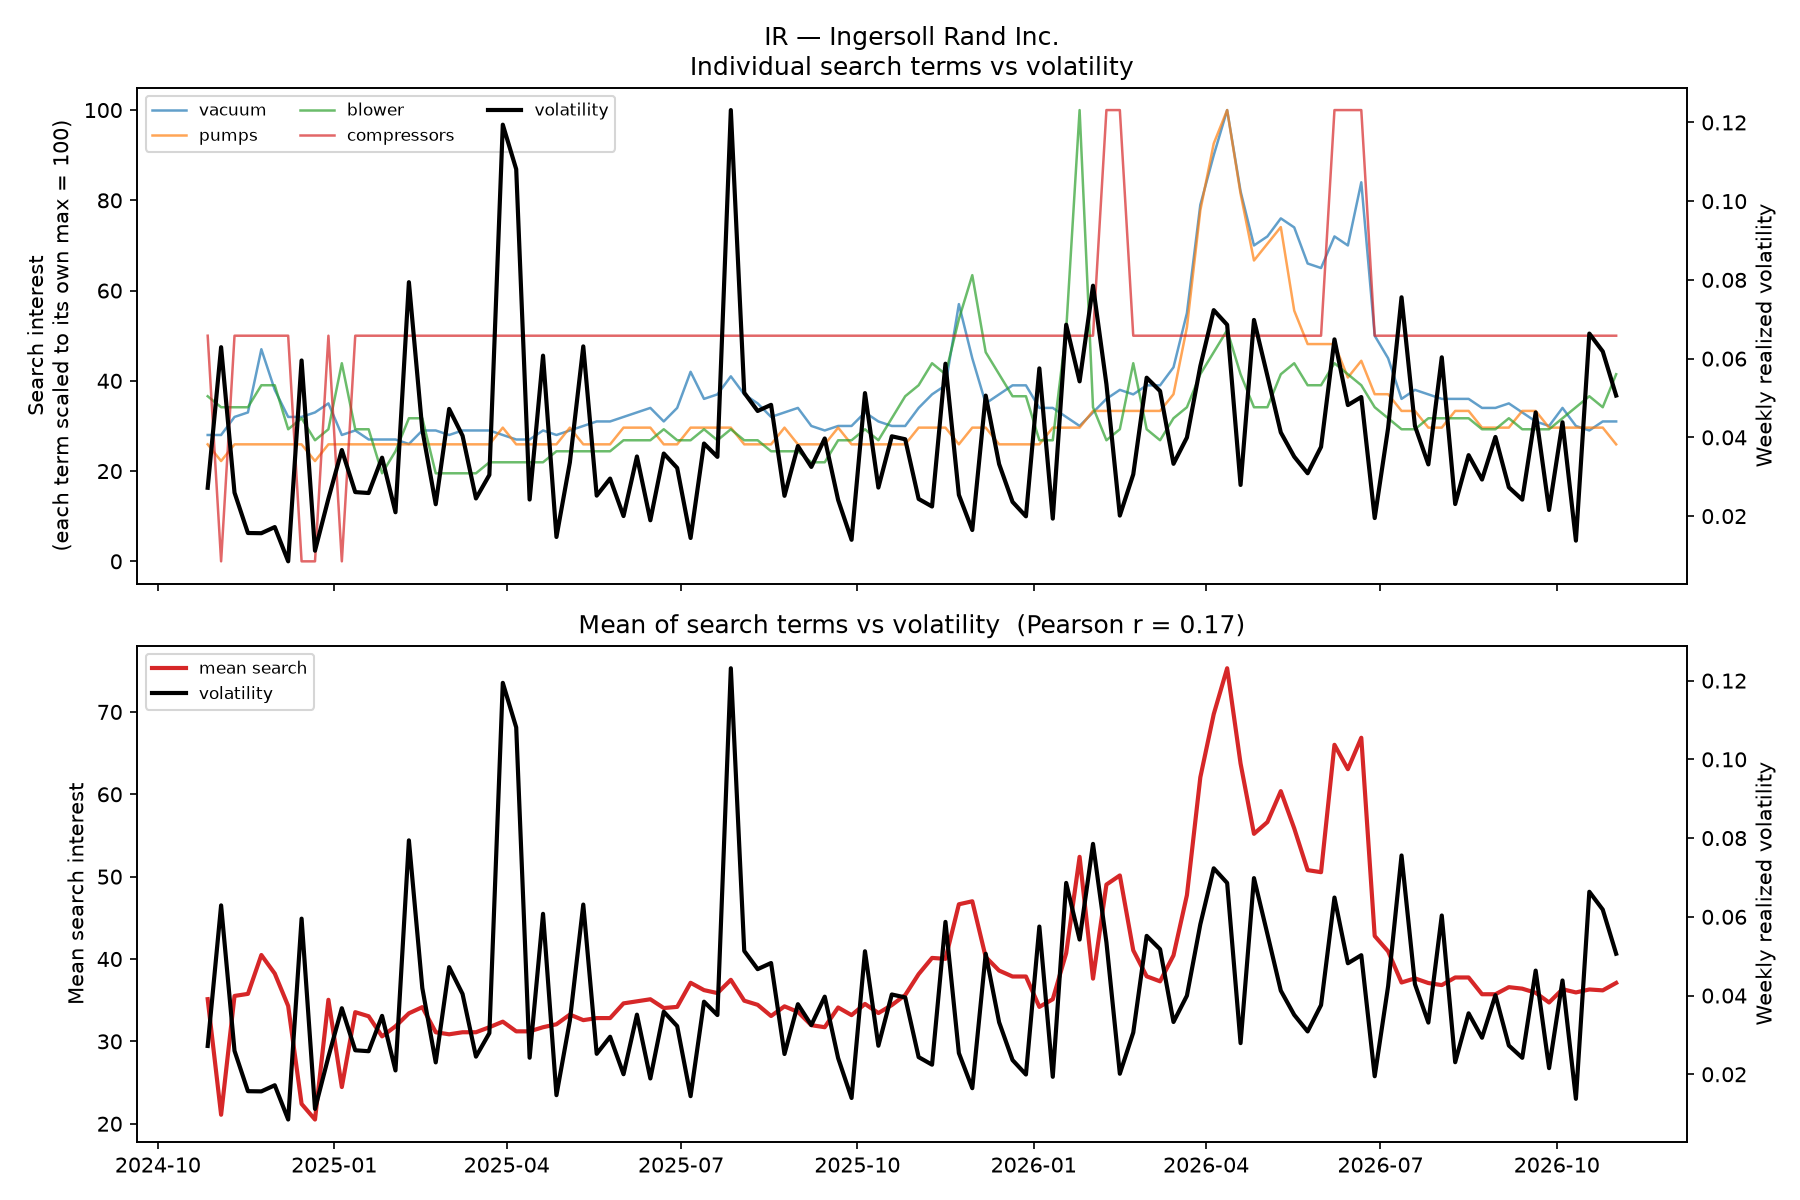 IR — Ingersoll Rand Inc.
Individual search terms vs volatility
vacuum
pumps
blower
compressors
volatility
100
80
60
40
20
0
Search interest
(each term scaled to its own max = 100)
0.12
0.10
0.08
0.06
0.04
0.02
Weekly realized volatility
Mean of search terms vs volatility  (Pearson r = 0.17)
mean search
volatility
70
60
50
40
30
20
Mean search interest
0.12
0.10
0.08
0.06
0.04
0.02
Weekly realized volatility
2024-10
2025-01
2025-04
2025-07
2025-10
2026-01
2026-04
2026-07
2026-10